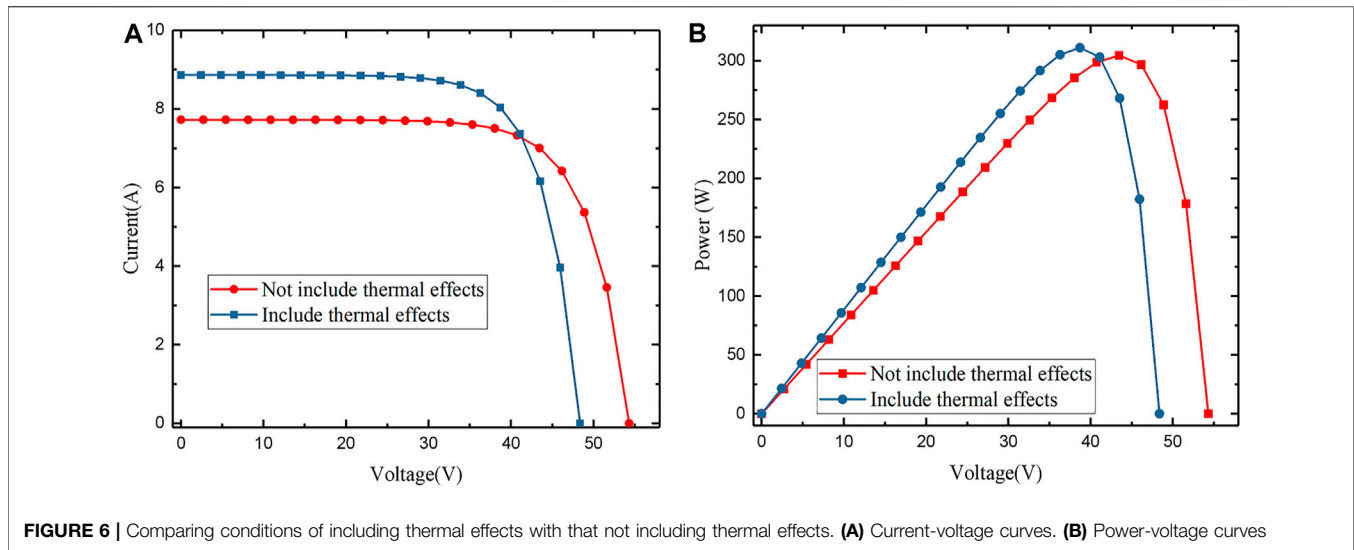 A
10
8
6
4
2
0
Current(A)
Not include thermal effects
Include thermal effects
0 10 20 30 40 50
Voltage(V)
B
300
250
200
150
100
50
0
Power (W)
Not include thermal effects
Include thermal effects
0 10 20 30 40 50
Voltage(V)
FIGURE 6 | Comparing conditions of including thermal effects with that not including thermal effects. (A) Current-voltage curves. (B) Power-voltage curves